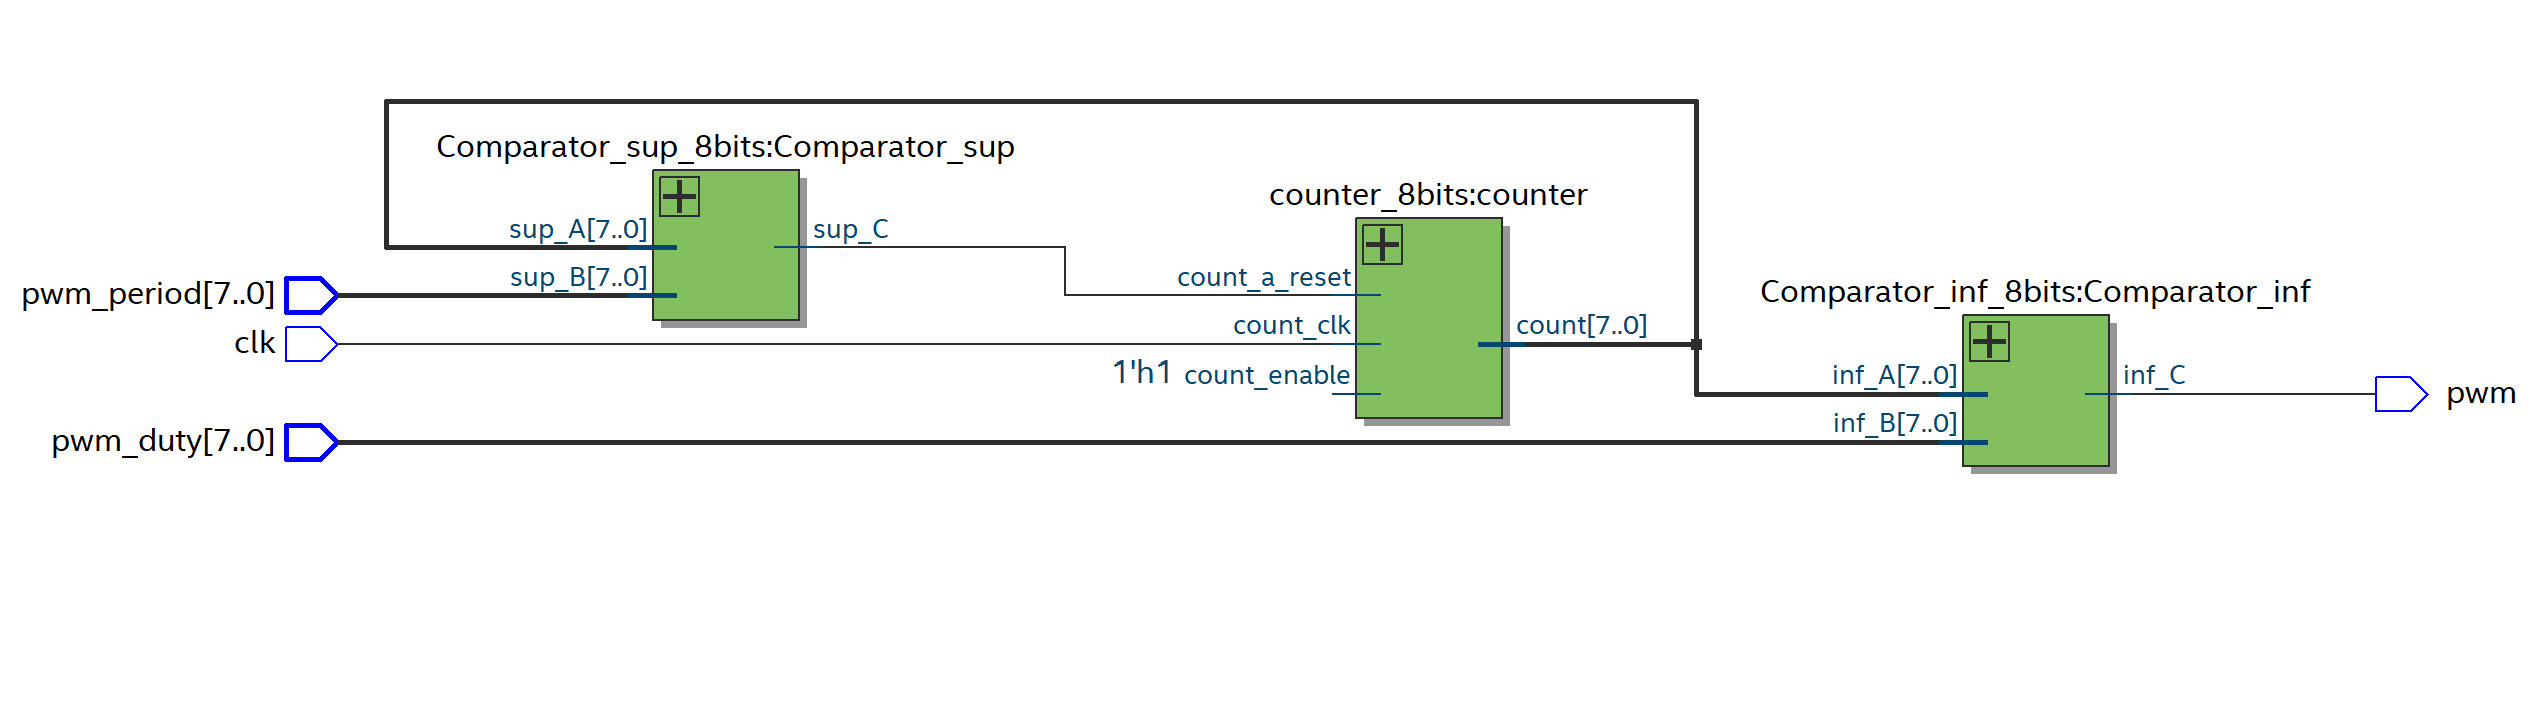 Comparator_sup_8bits:Comparator_sup
counter_8bits:counter
sup_A[7..0]
sup_C
sup_B[7..0]
count_a_reset
pwm_period[7..0]
Comparator_inf_8bits:Comparator_inf
clk
count_clk
count[7..0]
1'h1 count_enable
inf_A[7..0]
inf_C
pwm
inf_B[7..0]
pwm_duty[7..0]